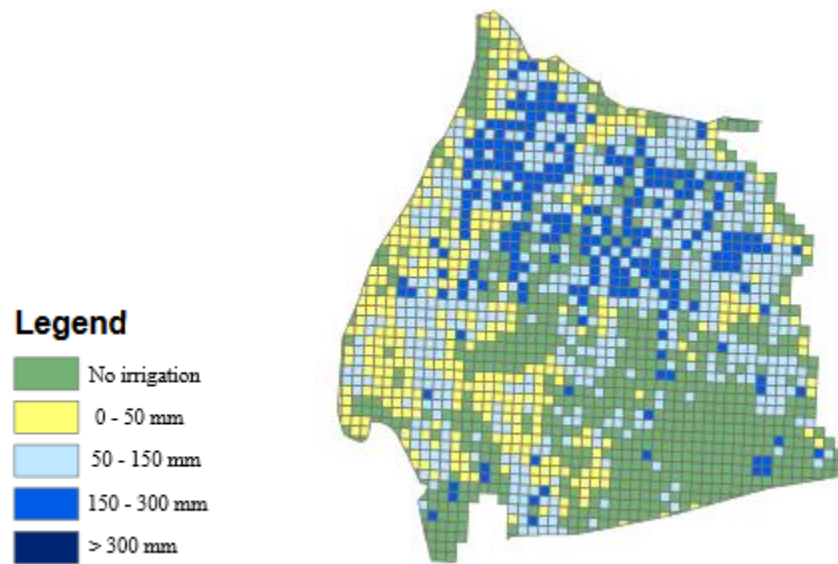 Legend
No irrigation
0 - 50 mm
50 - 150 mm
150 - 300 mm
> 300 mm